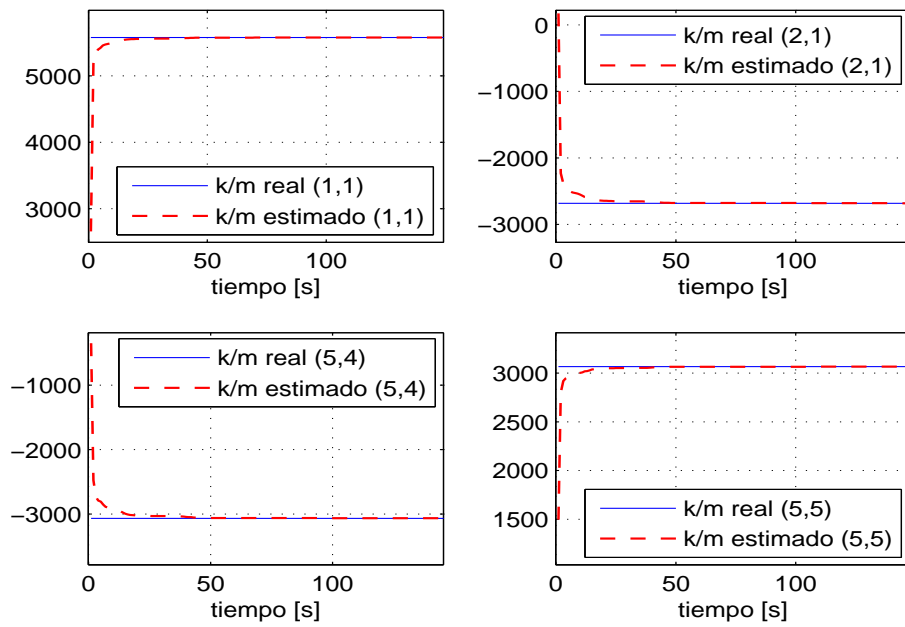 5000
4000
3000
k/m real (1,1)
k/m estimado (1,1)
0
50
100
tiempo [s]
0
−1000
−2000
−3000
k/m real (2,1)
k/m estimado (2,1)
0
50
100
tiempo [s]
−1000
−2000
−3000
k/m real (5,4)
k/m estimado (5,4)
0
50
100
tiempo [s]
3000
2500
2000
1500
k/m real (5,5)
k/m estimado (5,5)
0
50
100
tiempo [s]